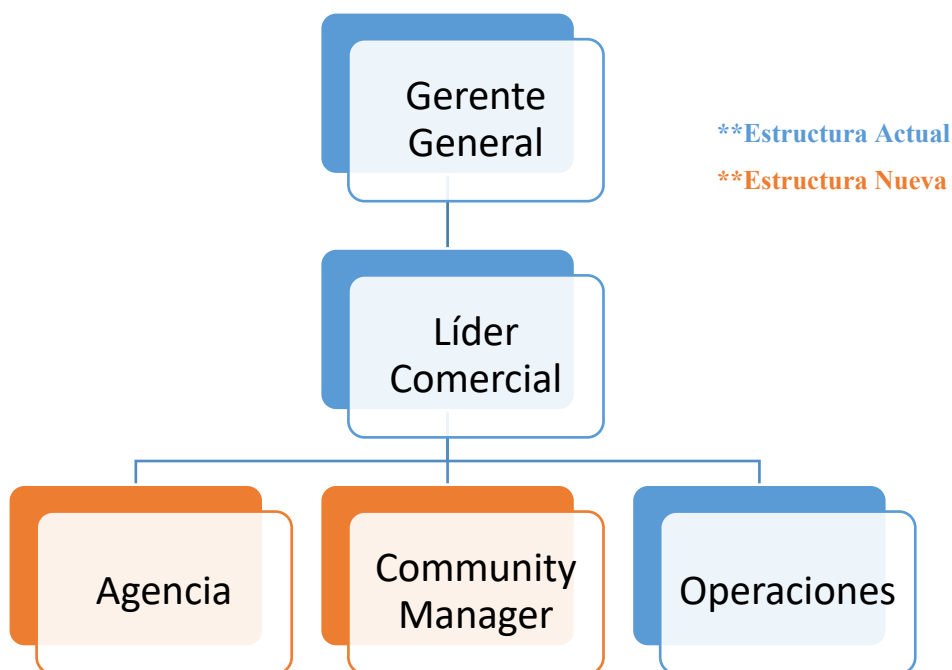 Gerente
General
**Estructura Actual
**Estructura Nueva
Líder
Comercial
Agencia
Community
Manager
Operaciones